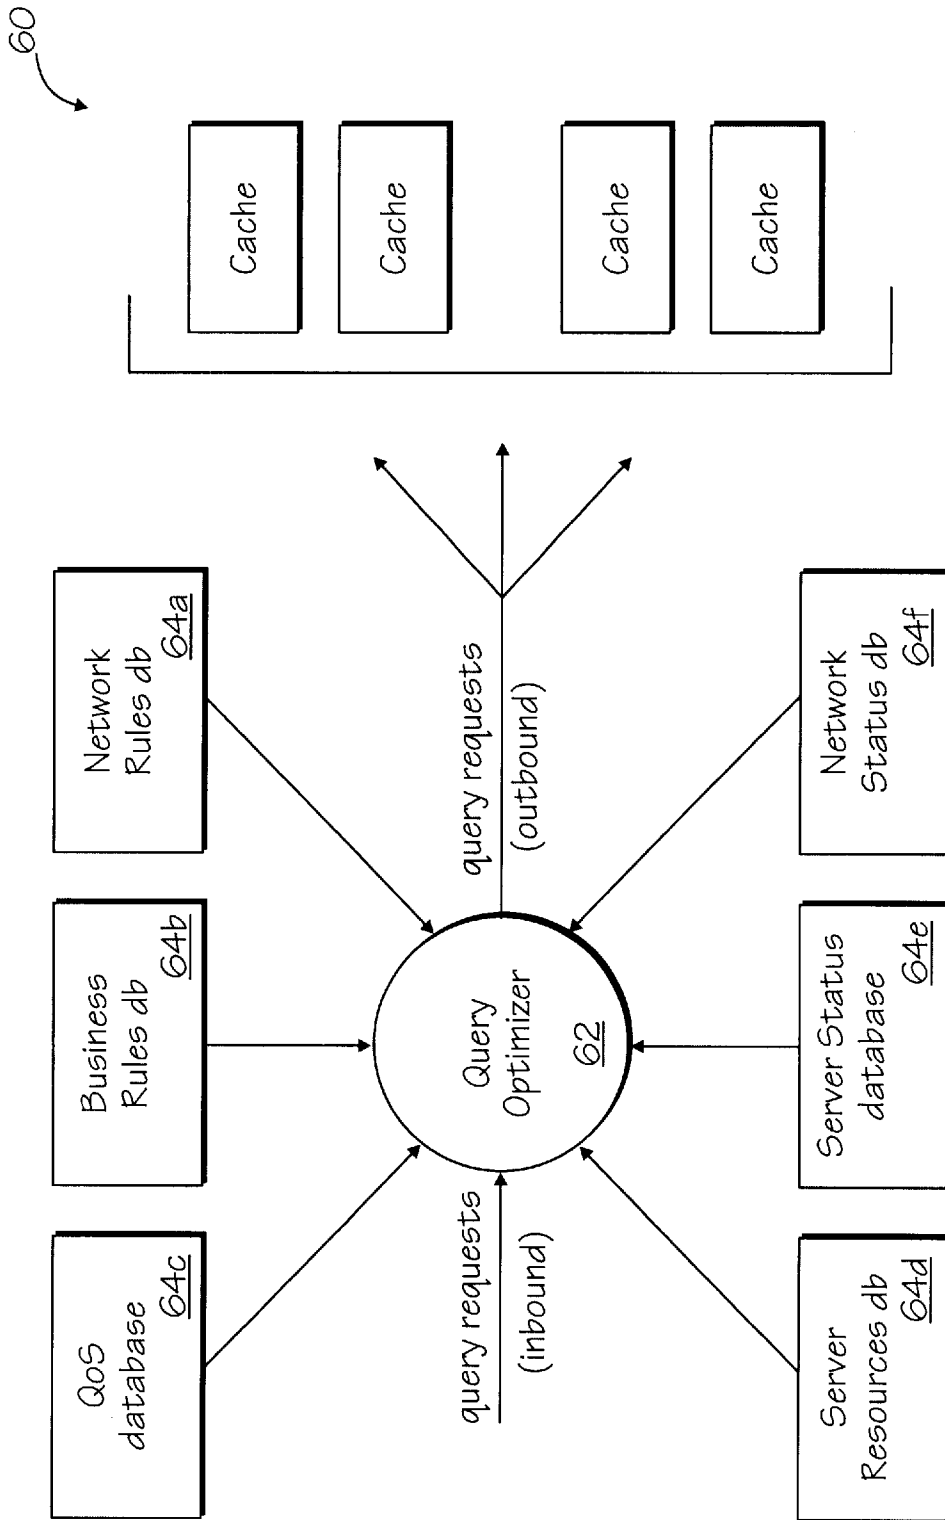 60
QoS
database
64c
Business
Rules db
64b
Network
Rules db
64a
query requests
(inbound)
Query
Optimizer
62
query requests
(outbound)
Cache
Cache
Cache
Cache
Server
Resources db
64d
Server Status
database
64e
Network
Status db
64f